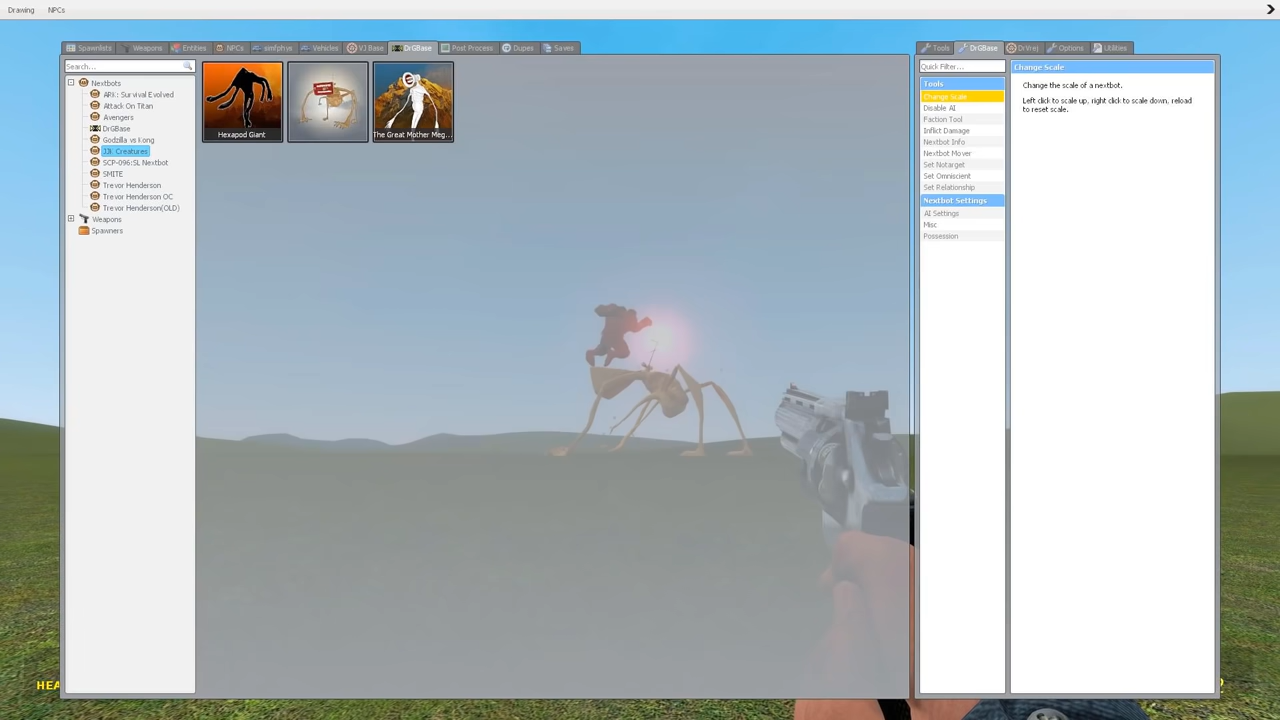 Drawing NPCs
Spawnlists Weapons Entities NPCs simfphys Vehicles VJ Base DrGBase Post Process Dupes Saves
Search...
Nextbots
ARK: Survival Evolved
Attack On Titan
Avengers
DrGBase
Godzilla vs Kong
Creatures
SCP-096:SL Nextbot
SMITE
Trevor Henderson
Trevor Henderson OC
Trevor Henderson(OLD)
Weapons
Spawners
Hexapod Giant
The Great Mother Meg...
Tools DrGBase DrVrej Options Utilities
Quick Filter...
Tools
Change Scale
Disable AI
Faction Tool
Inflict Damage
Nextbot Info
Nextbot Mover
Set Notarget
Set Omniscient
Set Relationship
Nextbot Settings
AI Settings
Misc
Possession
Change Scale
Change the scale of a nextbot.
Left click to scale up, right click to scale down, reload
to reset scale.
HEA